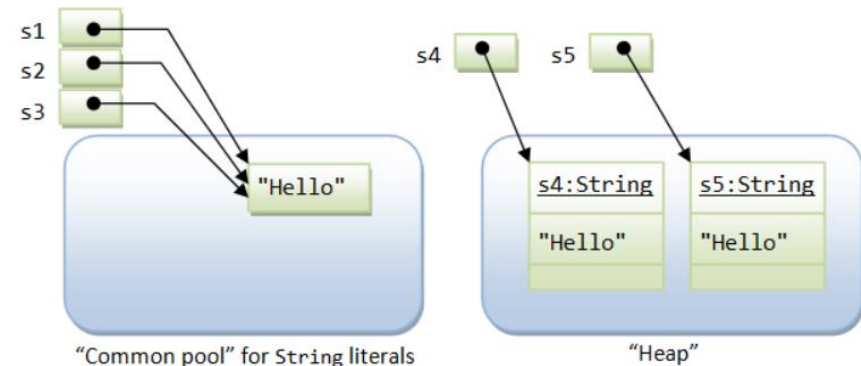 s1
s2
s3
"Hello"
“Common pool” for String literals
s4
s5
s4:String
"Hello"
s5:String
"Hello"
“Heap”